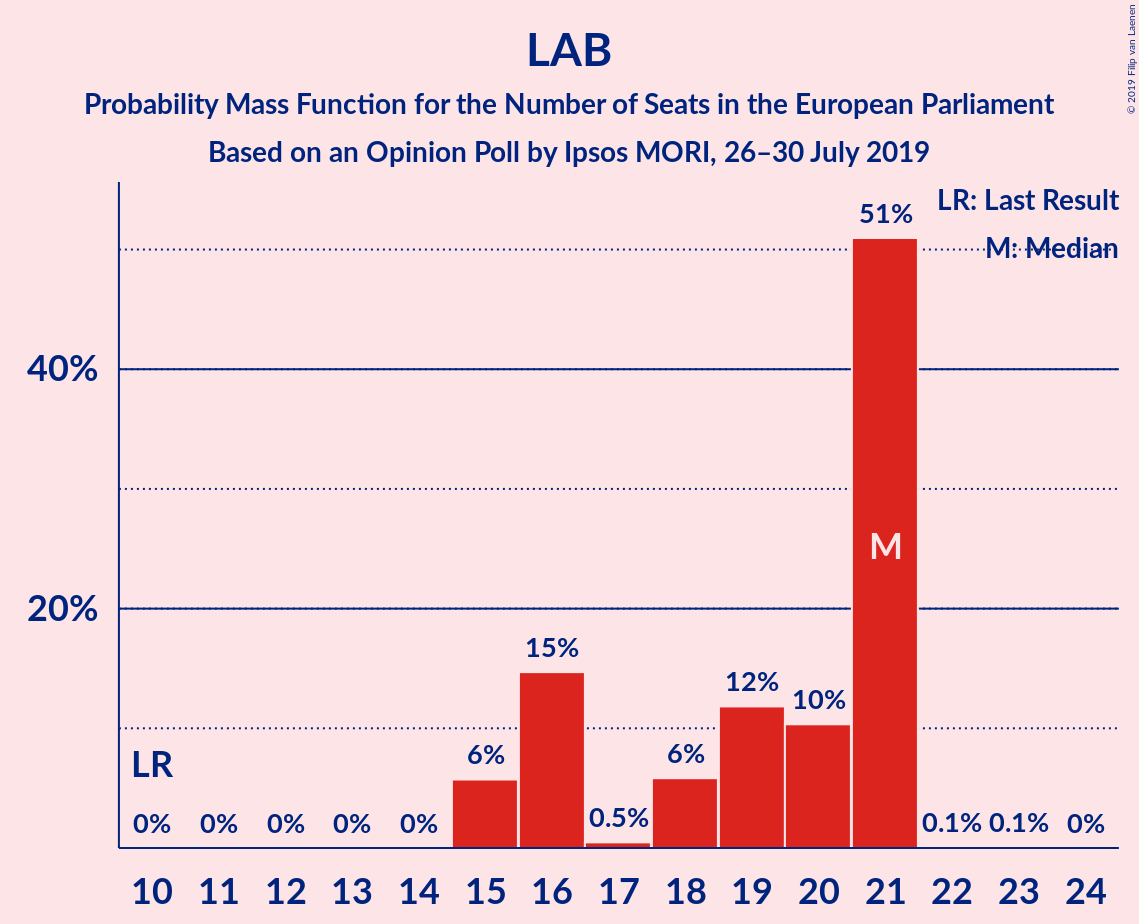 LAB
Probability Mass Function for the Number of Seats in the European Parliament
Based on an Opinion Poll by Ipsos MORI, 26–30 July 2019
© 2019 Filip van Laenen
LR: Last Result
M: Median
51%
40%
M
20%
15%
12%
10%
6%
6%
LR
0%
0%
0%
0%
0%
0.5%
0.1%
0.1%
0%
10 11 12 13 14 15 16 17 18 19 20 21 22 23 24